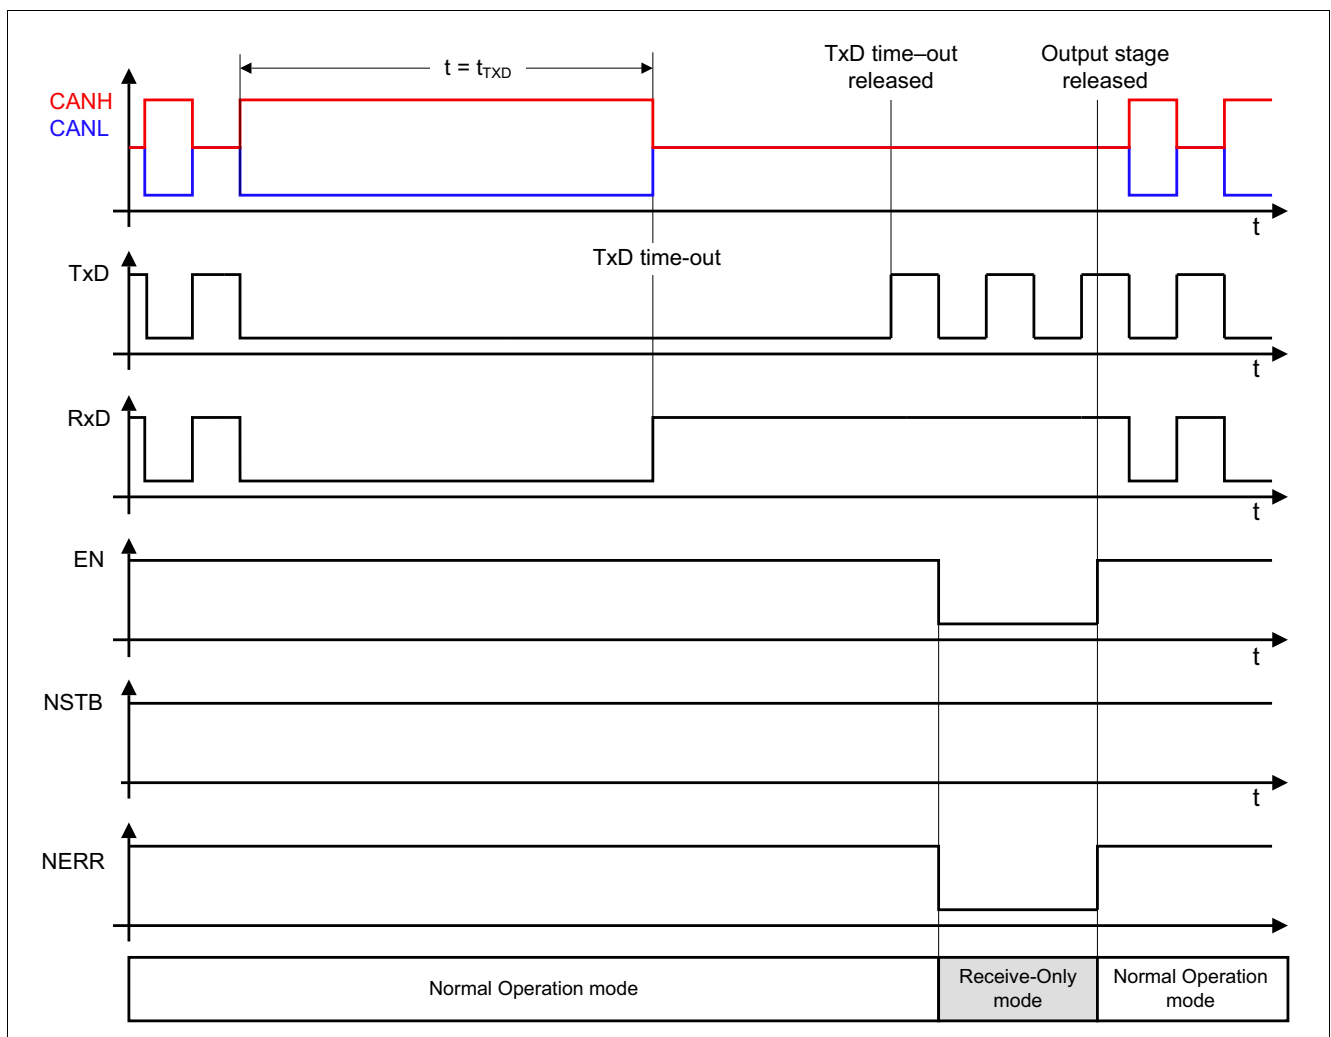 TxD time–out
released
Output stage
released
t = tTXD
CANH
CANL
t
TxD time-out
TxD
t
RxD
t
EN
t
NSTB
t
NERR
Normal Operation mode
Receive-Only
mode
Normal Operation
mode